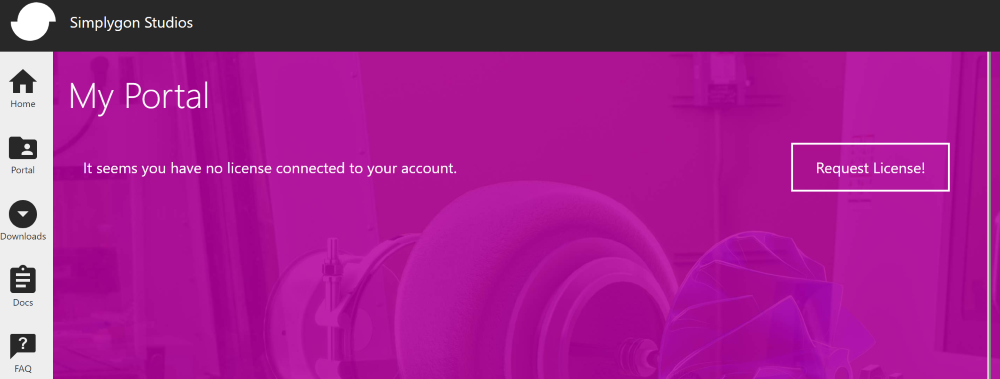 Simplygon Studios
My Portal
It seems you have no license connected to your account.
Request License!
Home
Portal
Downloads
Docs
FAQ